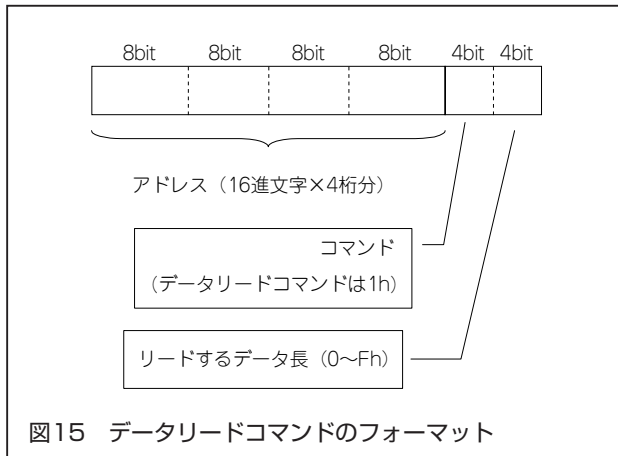 8bit 8bit 8bit 8bit 4bit 4bit
アドレス（16進文字×4桁分）
コマンド
（データリードコマンドは1h）
リードするデータ長（0〜Fh）
図15 データリードコマンドのフォーマット